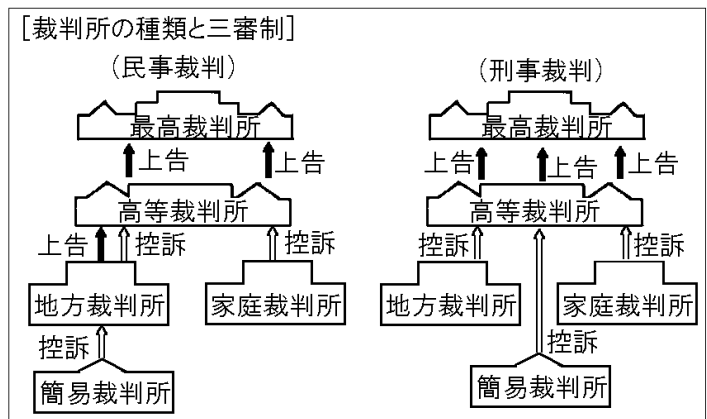 [裁判所の種類と三審制]
(民事裁判)
最高裁判所
上告 上告
高等裁判所
上告 控訴 控訴
地方裁判所 家庭裁判所
控訴
簡易裁判所
(刑事裁判)
最高裁判所
上告 上告 上告
高等裁判所
控訴 控訴
地方裁判所 家庭裁判所
控訴
簡易裁判所